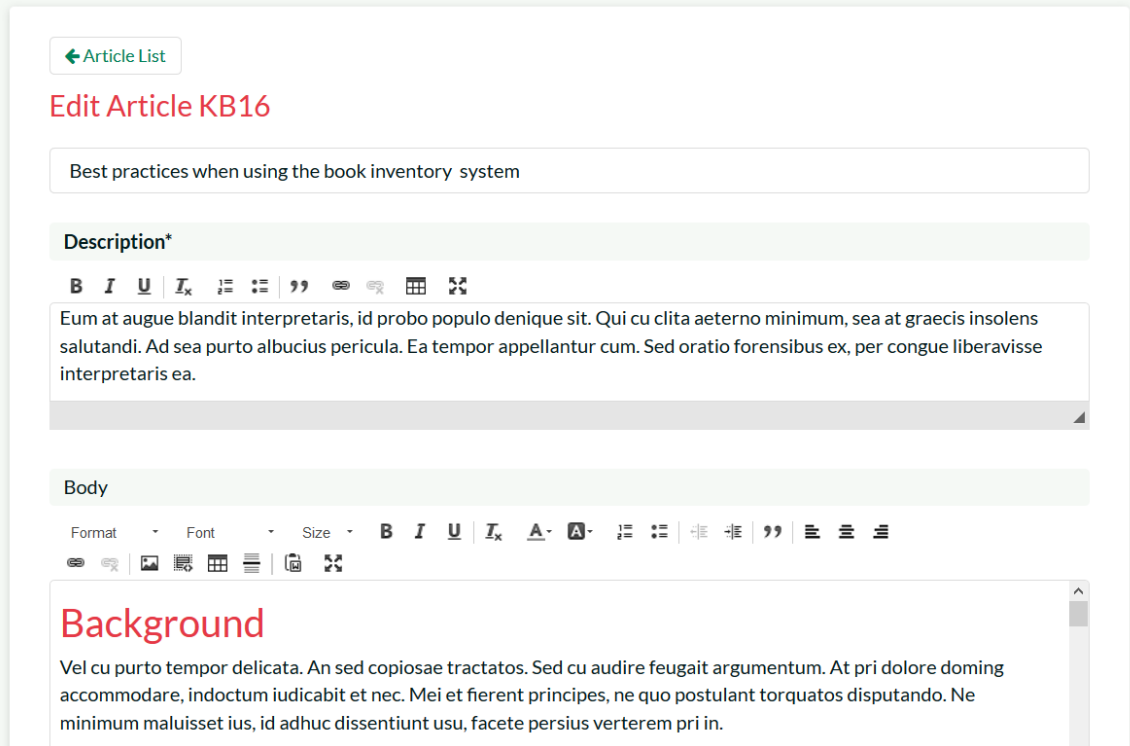 Article List
Edit Article KB16
Best practices when using the book inventory  system
Description*
Eum at augue blandit interpretaris, id probo populo denique sit. Qui cu clita aeterno minimum, sea at graecis insolens
salutandi. Ad sea purto albucius pericula. Ea tempor appellantur cum. Sed oratio forensibus ex, per congue liberavisse
interpretaris ea.
Body
Format Font Size
Background
Vel cu purto tempor delicata. An sed copiosae tractatos. Sed cu audire feugait argumentum. At pri dolore doming
accommodare, indoctum iudicabit et nec. Mei et fierent principes, ne quo postulant torquatos disputando. Ne
minimum maluisset ius, id adhuc dissentiunt usu, facete persius verterem pri in.